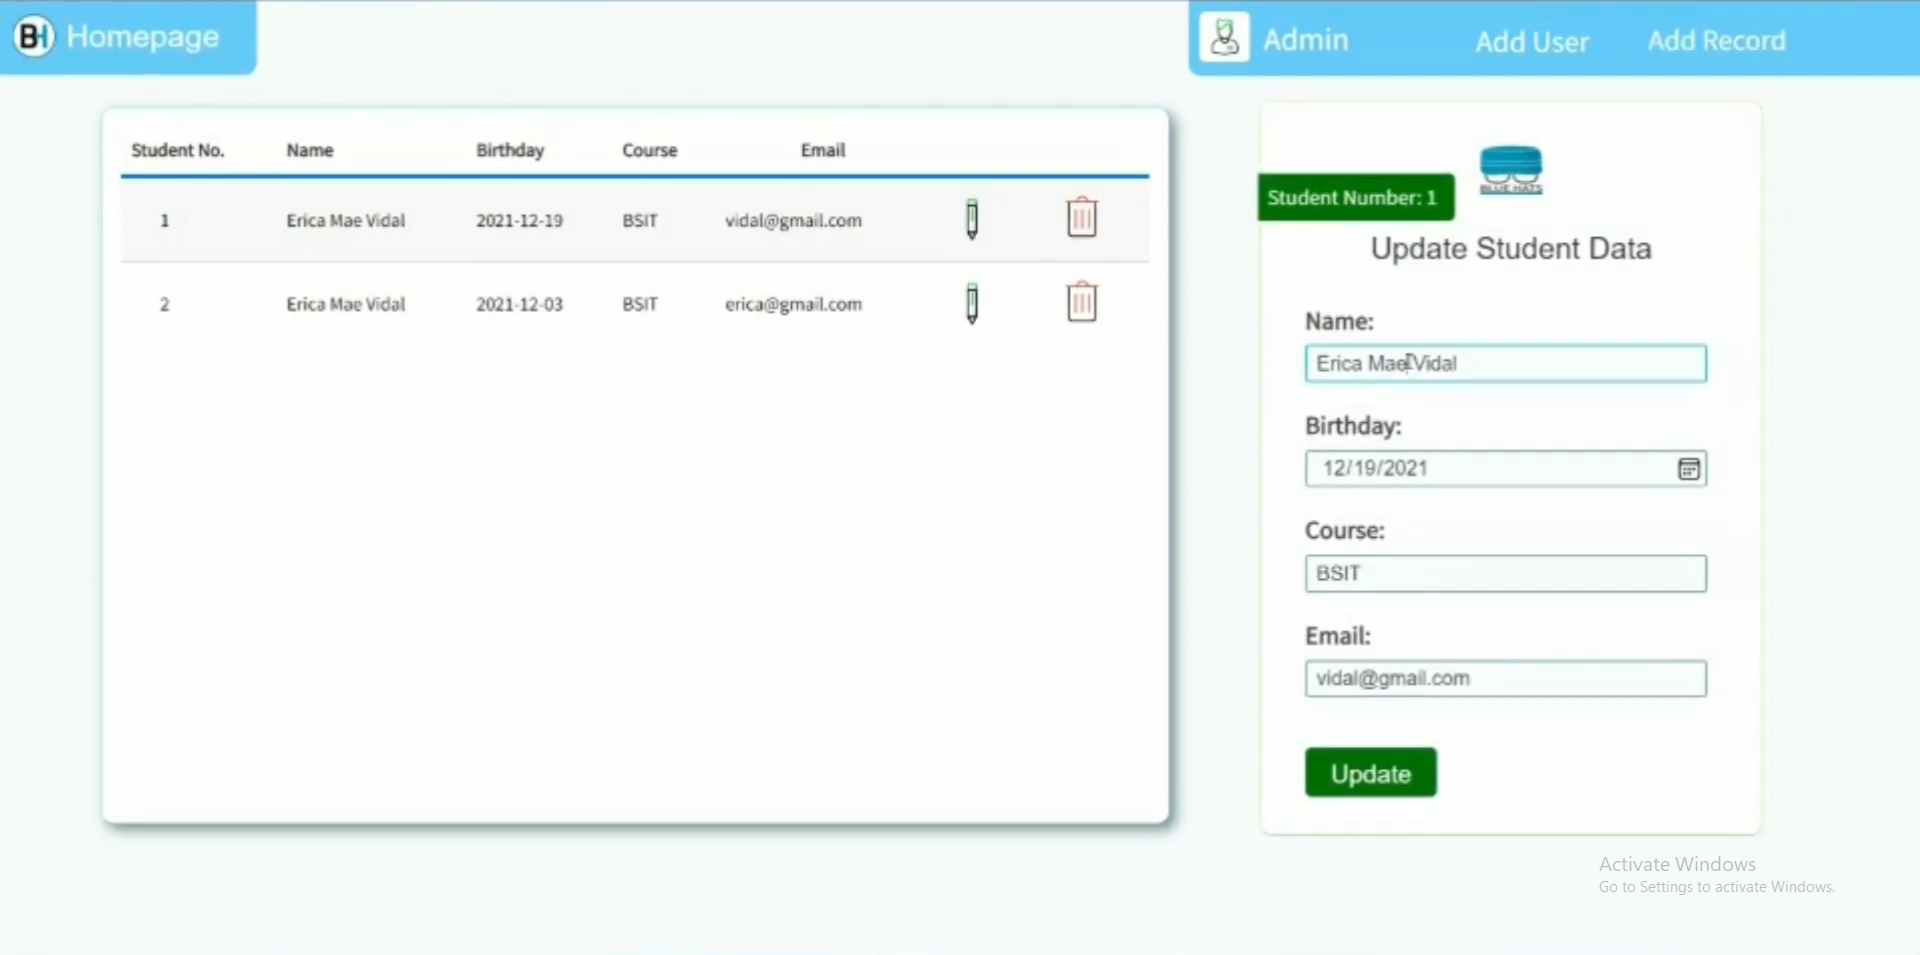 BH Homepage
Admin Add User Add Record
Student No. Name Birthday Course Email
1 Erica Mae Vidal 2021-12-19 BSIT vidal@gmail.com
2 Erica Mae Vidal 2021-12-03 BSIT erica@gmail.com
BLUE HATS
Student Number: 1
Update Student Data
Name:
Erica Mae Vidal
Birthday:
12/19/2021
Course:
BSIT
Email:
vidal@gmail.com
Update
Activate Windows
Go to Settings to activate Windows.